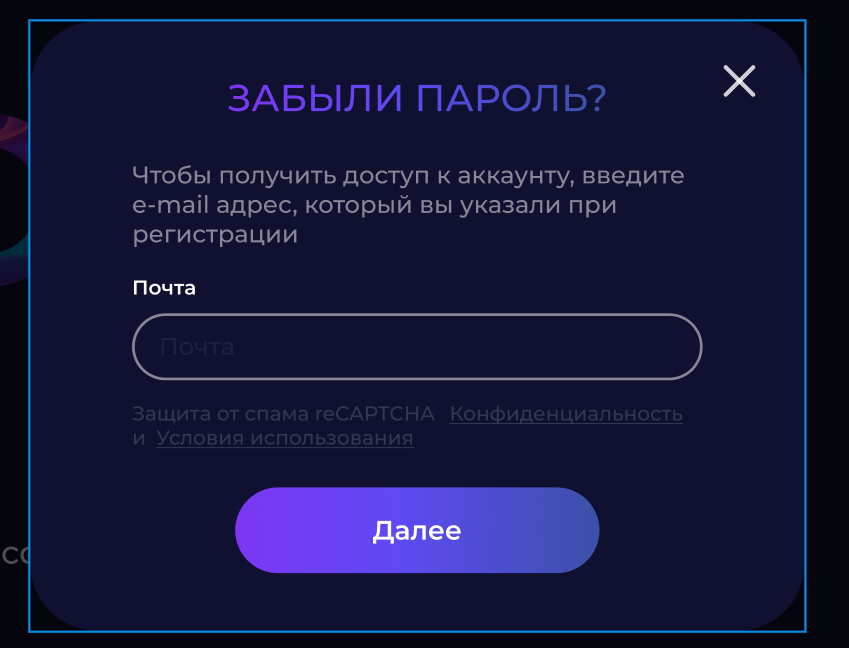 ЗАБЫЛИ ПАРОЛЬ?
Чтобы получить доступ к аккаунту, введите
e-mail адрес, который вы указали при
регистрации
Почта
Почта
Защита от спама reCAPTCHA Конфиденциальность
и Условия использования
Далее